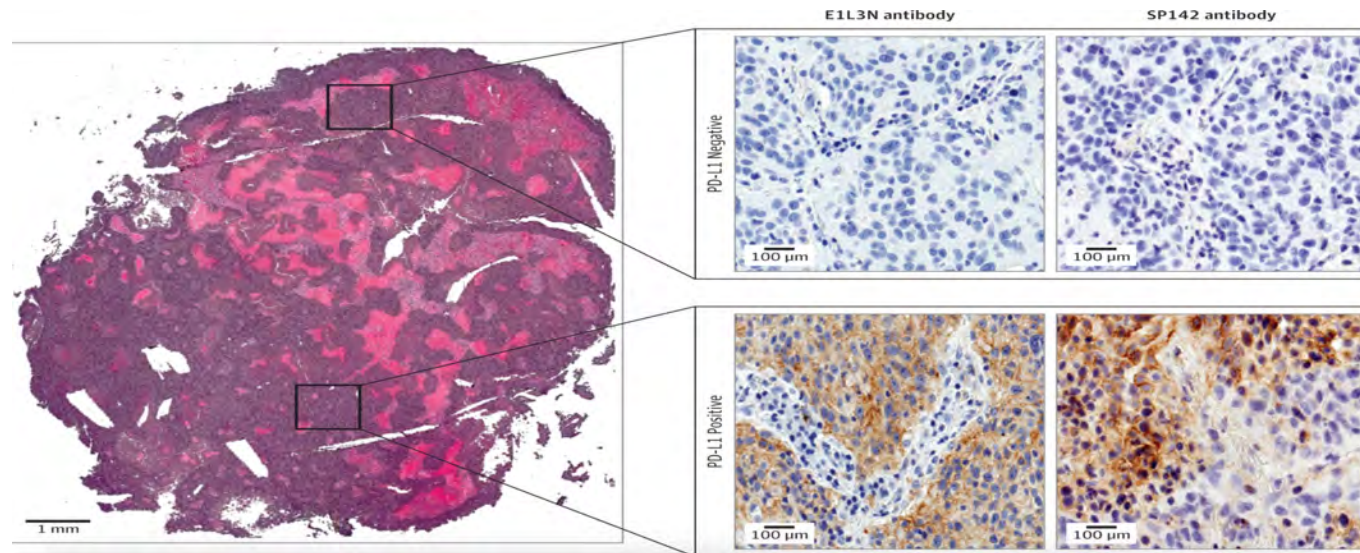 E1L3N antibody
SP142 antibody
PD-L1 Negative
100 µm
100 µm
PD-L1 Positive
100 µm
100 µm
1 mm